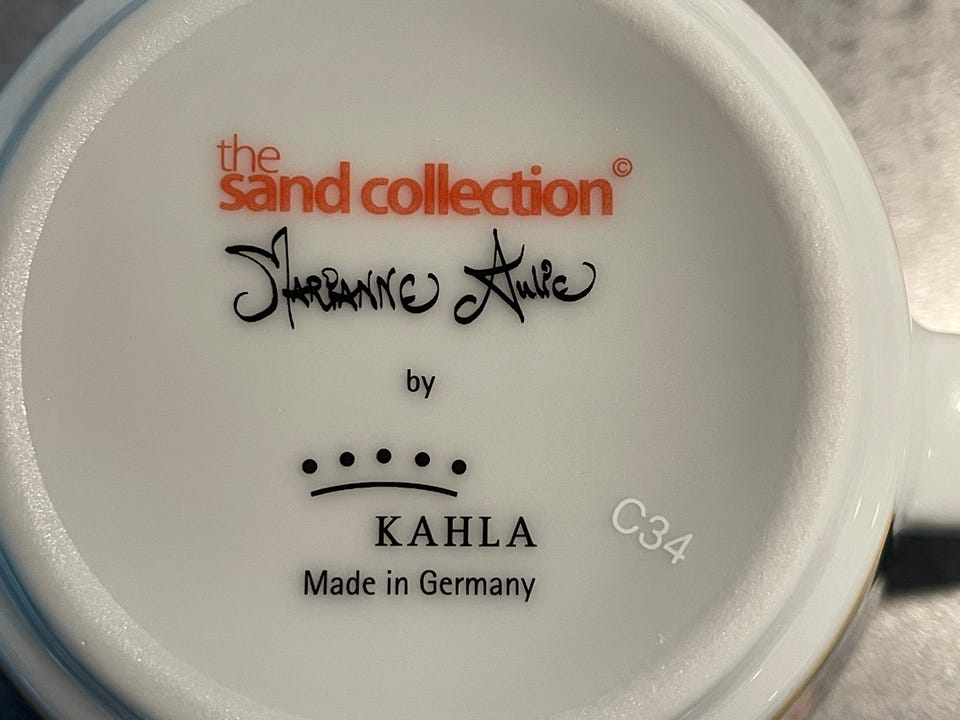 the
sand collection©
Marianne Aulie
by
KAHLA
Made in Germany
C34